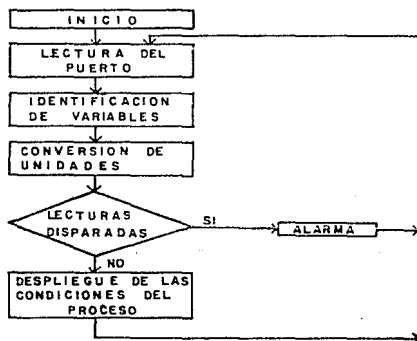 INICIO
LECTURA DEL
PUERTO
IDENTIFICACION
DE VARIABLES
CONVERSION DE
UNIDADES
LECTURAS
DISPARADAS
SI
ALARMA
NO
DESPLIEGUE DE LAS
CONDICIONES DEL
PROCESO